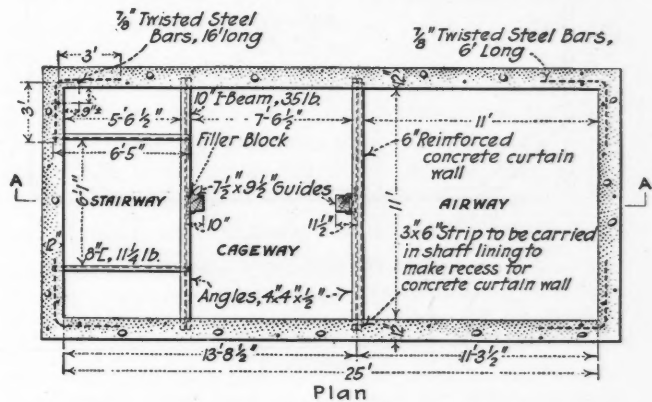 7/8" Twisted Steel
Bars, 16' long
3'
7/8" Twisted Steel Bars,
6' Long
3'
9"±
5'-6 1/2"
10" I-Beam, 35 lb.
7'-6 1/2"
12"
11'
Filler Block
6" Reinforced
concrete curtain
wall
6'-5"
6'-1"
7 1/2" x 9 1/2" Guides
A
STAIRWAY
10"
11 1/2"
11'
AIRWAY
A
CAGEWAY
3"x 6" Strip to be carried
in shaft lining to
make recess for
concrete curtain wall
12"
8" [, 11 1/4 lb.
Angles, 4"x 4"x 1/2"
12"
13'-8 1/2"
11'-3 1/2"
25'
Plan